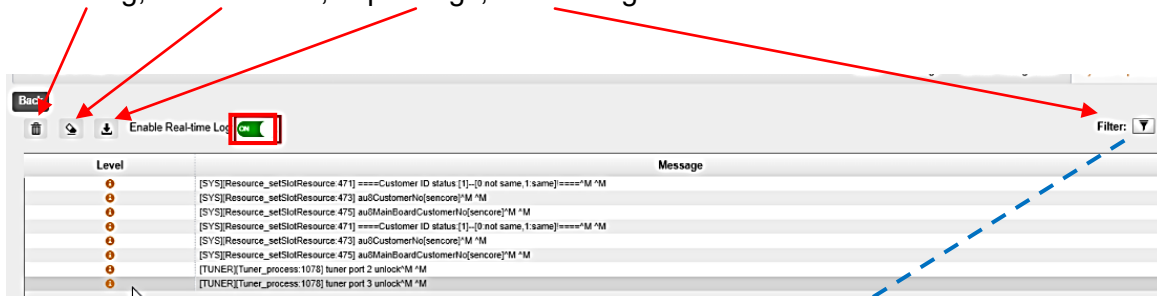 Back
Enable Real-time Log ON Filter:
Level Message
[SYS][Resource_setSlotResource:471] ====Customer ID status:[1]--[0:not same,1:same]!====^M ^M
[SYS][Resource_setSlotResource:473] au8CustomerNo[sencore]^M ^M
[SYS][Resource_setSlotResource:475] au8MainBoardCustomerNo[sencore]^M ^M
[SYS][Resource_setSlotResource:471] ====Customer ID status:[1]--[0:not same,1:same]!====^M ^M
[SYS][Resource_setSlotResource:473] au8CustomerNo[sencore]^M ^M
[SYS][Resource_setSlotResource:475] au8MainBoardCustomerNo[sencore]^M ^M
[TUNER][Tuner_process:1078] tuner port 2 unlock^M ^M
[TUNER][Tuner_process:1078] tuner port 3 unlock^M ^M